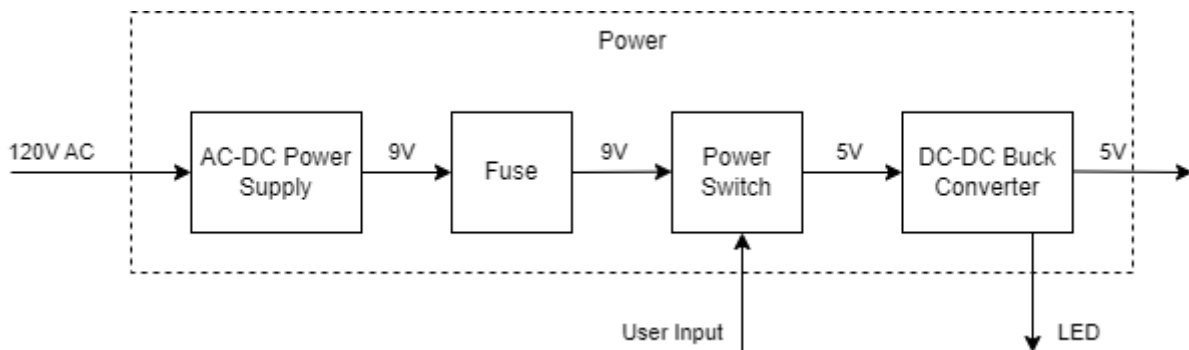 Power
120V AC
AC-DC Power
Supply
9V
Fuse
9V
Power
Switch
5V
DC-DC Buck
Converter
5V
User Input
LED